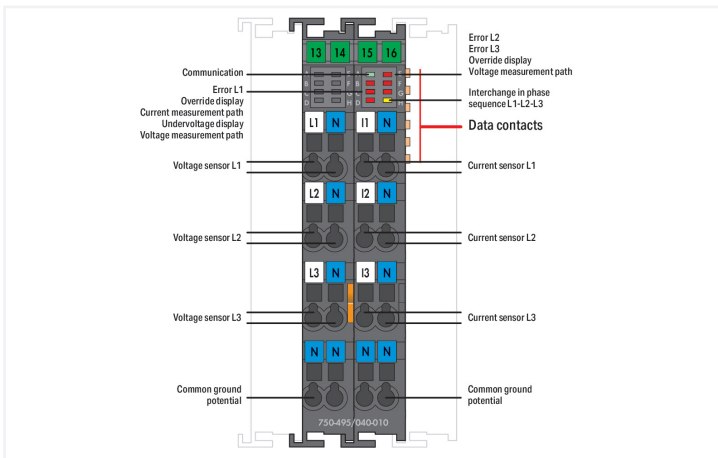 Error L2
Error L3
Override display
Voltage measurement path
13 14 15 16
Communication
A E A E
B F B F
C G C G
D H D H
Error L1
Override display
Current measurement path
Undervoltage display
Voltage measurement path
Interchange in phase
sequence L1-L2-L3
Data contacts
L1 N I1 N
Voltage sensor L1
Current sensor L1
L2 N I2 N
Voltage sensor L2
Current sensor L2
L3 N I3 N
Voltage sensor L3
Current sensor L3
N N N N
Common ground
potential
Common ground
potential
750-495/040-010